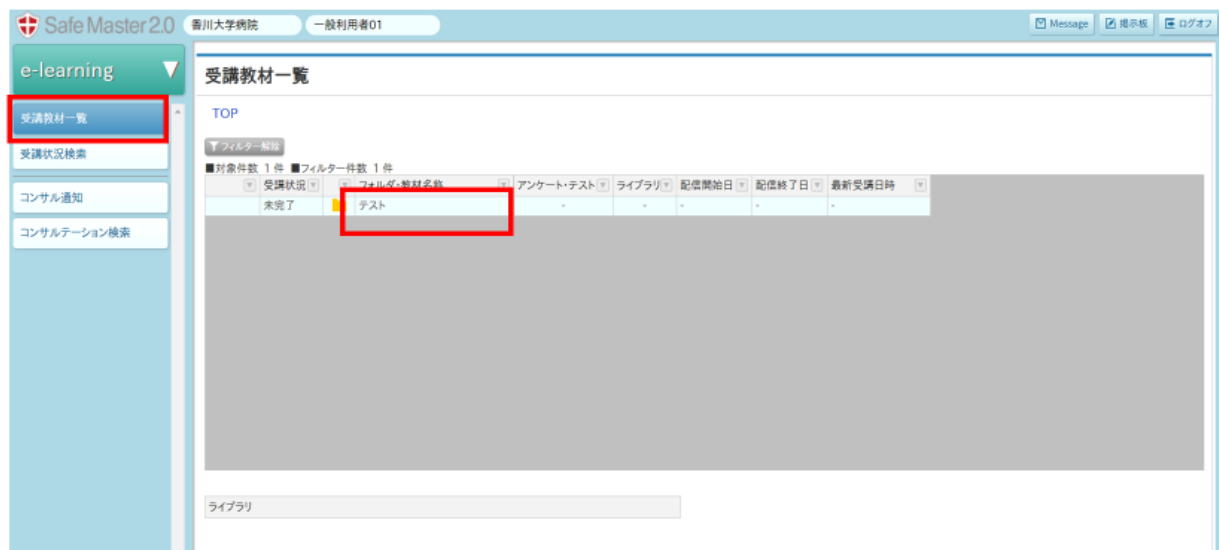 Safe Master 2.0 香川大学病院 一般利用者01 Message 掲示板 ログオフ
e-learning
受講教材一覧
受講状況検索
コンサル通知
コンサルテーション検索
受講教材一覧
TOP
フィルター解除
■対象件数 1 件 ■フィルター件数 1 件
受講状況 フォルダ・教材名称 アンケート・テスト ライブラリ 配信開始日 配信終了日 最新受講日時
未完了 テスト - - - - -
ライブラリ